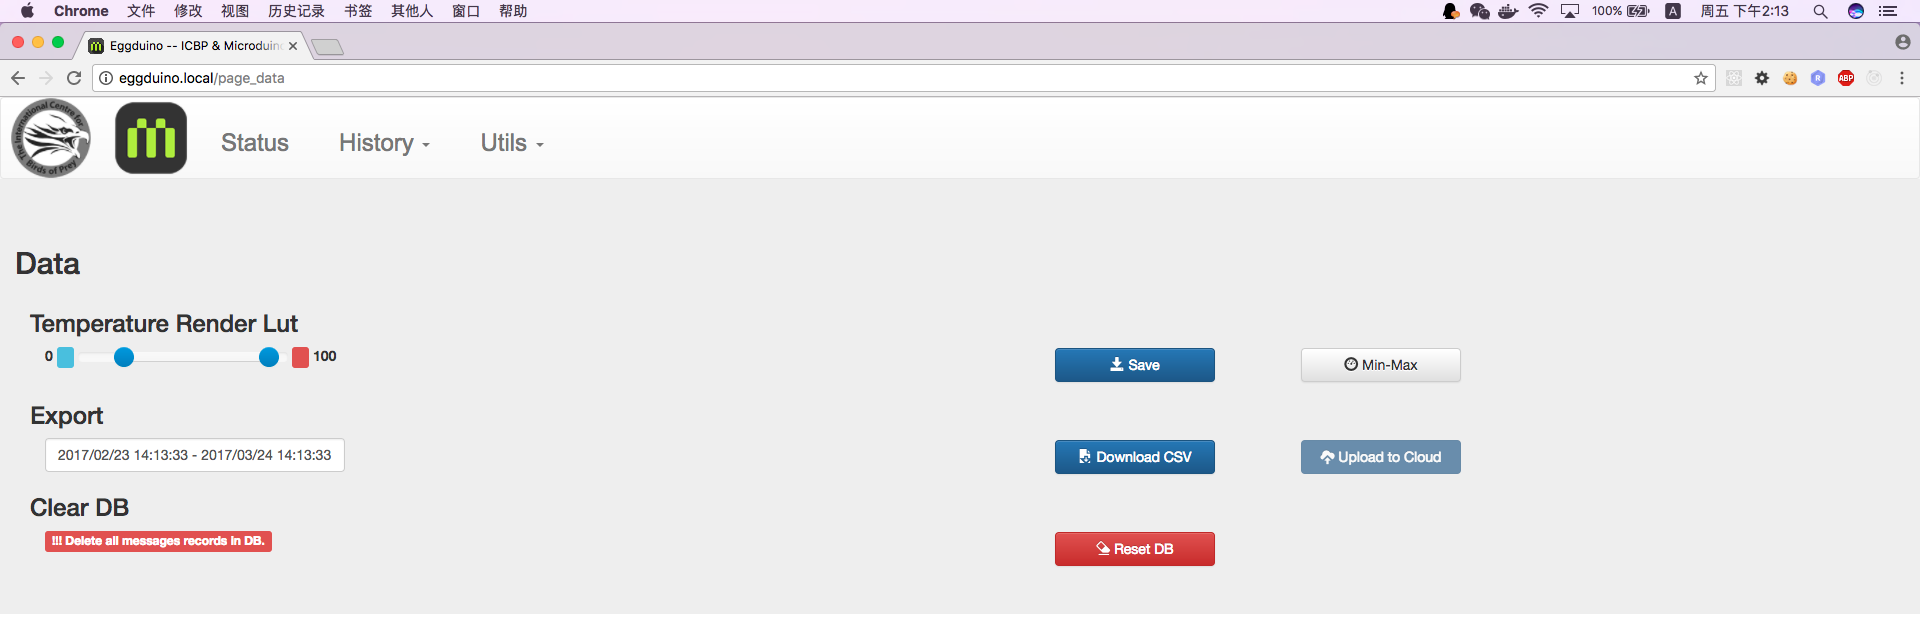 Chrome 文件 修改 视图 历史记录 书签 其他人 窗口 帮助 100% A 周五 下午2:13
Eggduino -- ICBP & Microduin
eggduino.local/page_data R ABP
The International Centre for Birds of Prey
Status History Utils
Data
Temperature Render Lut
0 100 Save Min-Max
Export
2017/02/23 14:13:33 - 2017/03/24 14:13:33 Download CSV Upload to Cloud
Clear DB
!!! Delete all messages records in DB. Reset DB